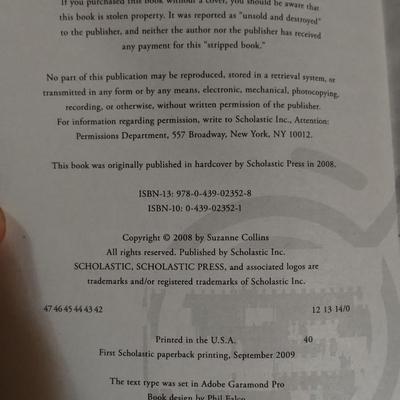 If you purchased this book without a cover, you should be aware that
this book is stolen property. It was reported as "unsold and destroyed"
to the publisher, and neither the author nor the publisher has received
any payment for this "stripped book."
No part of this publication may be reproduced, stored in a retrieval system, or
transmitted in any form or by any means, electronic, mechanical, photocopying,
recording, or otherwise, without written permission of the publisher.
For information regarding permission, write to Scholastic Inc., Attention:
Permissions Department, 557 Broadway, New York, NY 10012.
This book was originally published in hardcover by Scholastic Press in 2008.
ISBN-13: 978-0-439-02352-8
ISBN-10: 0-439-02352-1
Copyright © 2008 by Suzanne Collins
All rights reserved. Published by Scholastic Inc.
SCHOLASTIC, SCHOLASTIC PRESS, and associated logos are
trademarks and/or registered trademarks of Scholastic Inc.
47 46 45 44 43 42 12 13 14/0
Printed in the U.S.A. 40
First Scholastic paperback printing, September 2009
The text type was set in Adobe Garamond Pro
Book design by Phil Falco